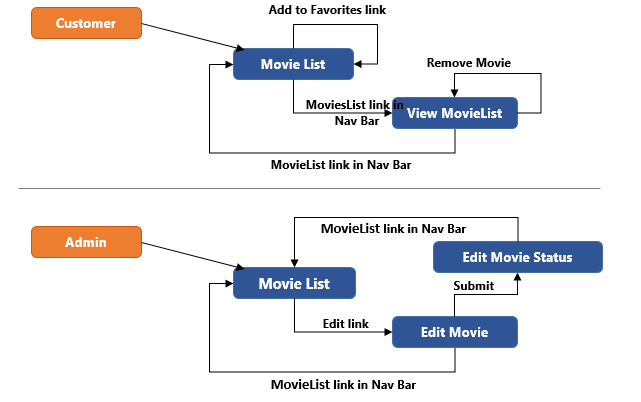 Add to Favorites link
Customer
Movie List
Remove Movie
MoviesList link in
Nav Bar
View MovieList
MovieList link in Nav Bar
MovieList link in Nav Bar
Admin
Edit Movie Status
Movie List
Submit
Edit link
Edit Movie
MovieList link in Nav Bar